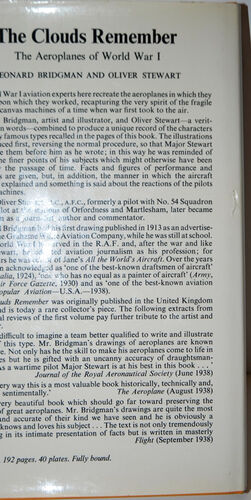 The Clouds Remember
The Aeroplanes of World War I
LEONARD BRIDGMAN AND OLIVER STEWART
War I aviation experts here recreate the aeroplanes in which they
upon which they worked, recapturing the very spirit of the fragile
canvas machines of a time when war first took to the air.
Bridgman, artist and illustrator, and Oliver Stewart—a verit-
in words—combined to produce a unique record of the characters
famous types recalled in the pages of this book. The illustrations
first, reversing the normal procedure, so that Major Stewart
them before him as he wrote; in this way he was reminded of
the finer points of his subjects which might otherwise have been
the passage of time. Facts and figures of performance and
are given, but, in addition, the manner in which the aircraft
explained and something is said about the reactions of the pilots
machines.
Oliver A.F.C., formerly a pilot with No. 54 Squadron
at the stations of Orfordness and Martlesham, later became
as a author and commentator.
Bridgman had his first drawing published in 1913 as an advertise-
the Grahame White Aviation Company, while he was still at school.
World War I served in the R.A.F. and, after the war and like
Stewart, he aviation journalism as his profession, for
years he was of Jane's All the World's Aircraft. Over the years
acknowledged as 'one of the best-known draftsmen of aircraft'
1924), 'one who has no equal as a painter of aircraft' (Army,
Air Force Gazette, 1930) and as 'one of the best-known aviation
Popular Aviation—U.S.A.—1938).
Clouds Remember was originally published in the United Kingdom
and is today a rare collector's piece. The following extracts from
reviews of the first volume pay further tribute to the artist and
difficult to imagine a team better qualified to write and illustrate
of this type. Mr. Bridgman's drawings of aeroplanes are known
Not only has he the skill to make his aeroplanes come to life in
but he is gifted with an uncanny accuracy of draughtsman-
As a wartime pilot Major Stewart is at his best in this book . . .
Journal of the Royal Aeronautical Society (June 1938)
every way this is a most valuable book historically, technically and,
sentimentally.' The Aeroplane (August 1938)
very beautiful book which should go far toward preserving the
of great aeroplanes. Mr. Bridgman's drawings are quite the most
and accurate of their kind we have seen and he is obviously a
knows and loves his subject . . . The text is not only tremendously
in its intimate presentation of facts but is written in masterly
Flight (September 1938)
192 pages, 40 plates. Fully bound.